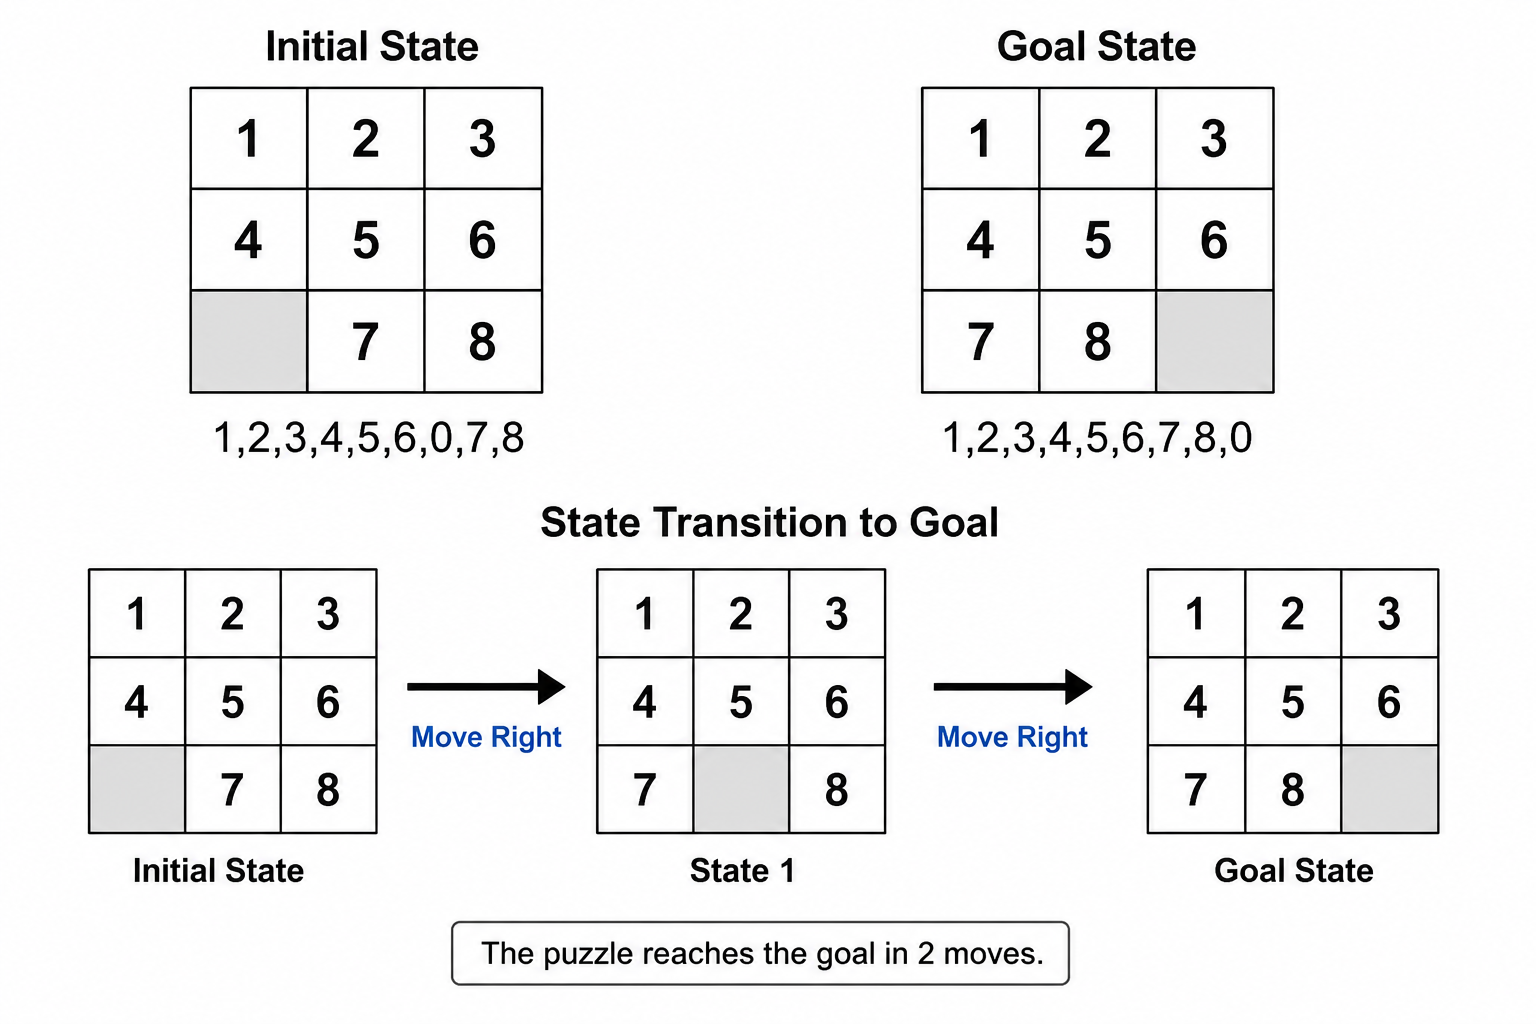 Initial State
1 2 3
4 5 6
7 8
1,2,3,4,5,6,0,7,8
Goal State
1 2 3
4 5 6
7 8
1,2,3,4,5,6,7,8,0
State Transition to Goal
1 2 3
4 5 6
7 8
Initial State
Move Right
1 2 3
4 5 6
7 8
State 1
Move Right
1 2 3
4 5 6
7 8
Goal State
The puzzle reaches the goal in 2 moves.